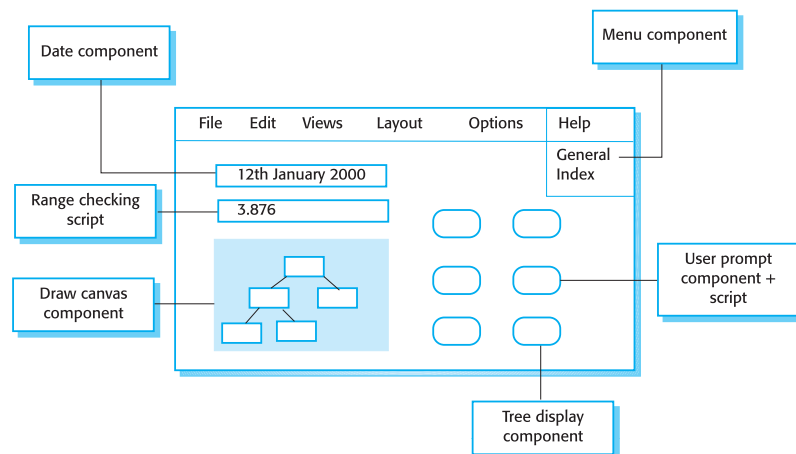 Date component
Menu component
File Edit Views Layout Options Help
General
Index
12th January 2000
3.876
Range checking
script
Draw canvas
component
User prompt
component +
script
Tree display
component